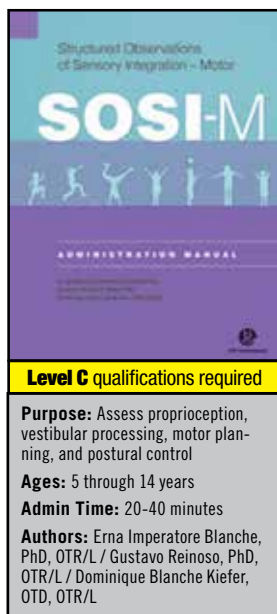 Structured Observations
of Sensory Integration – Motor
SOSI-M
ADMINISTRATION MANUAL
Level C qualifications required
Purpose: Assess proprioception,
vestibular processing, motor plan-
ning, and postural control
Ages: 5 through 14 years
Admin Time: 20-40 minutes
Authors: Erna Imperatore Blanche,
PhD, OTR/L / Gustavo Reinoso, PhD,
OTR/L / Dominique Blanche Kiefer,
OTD, OTR/L